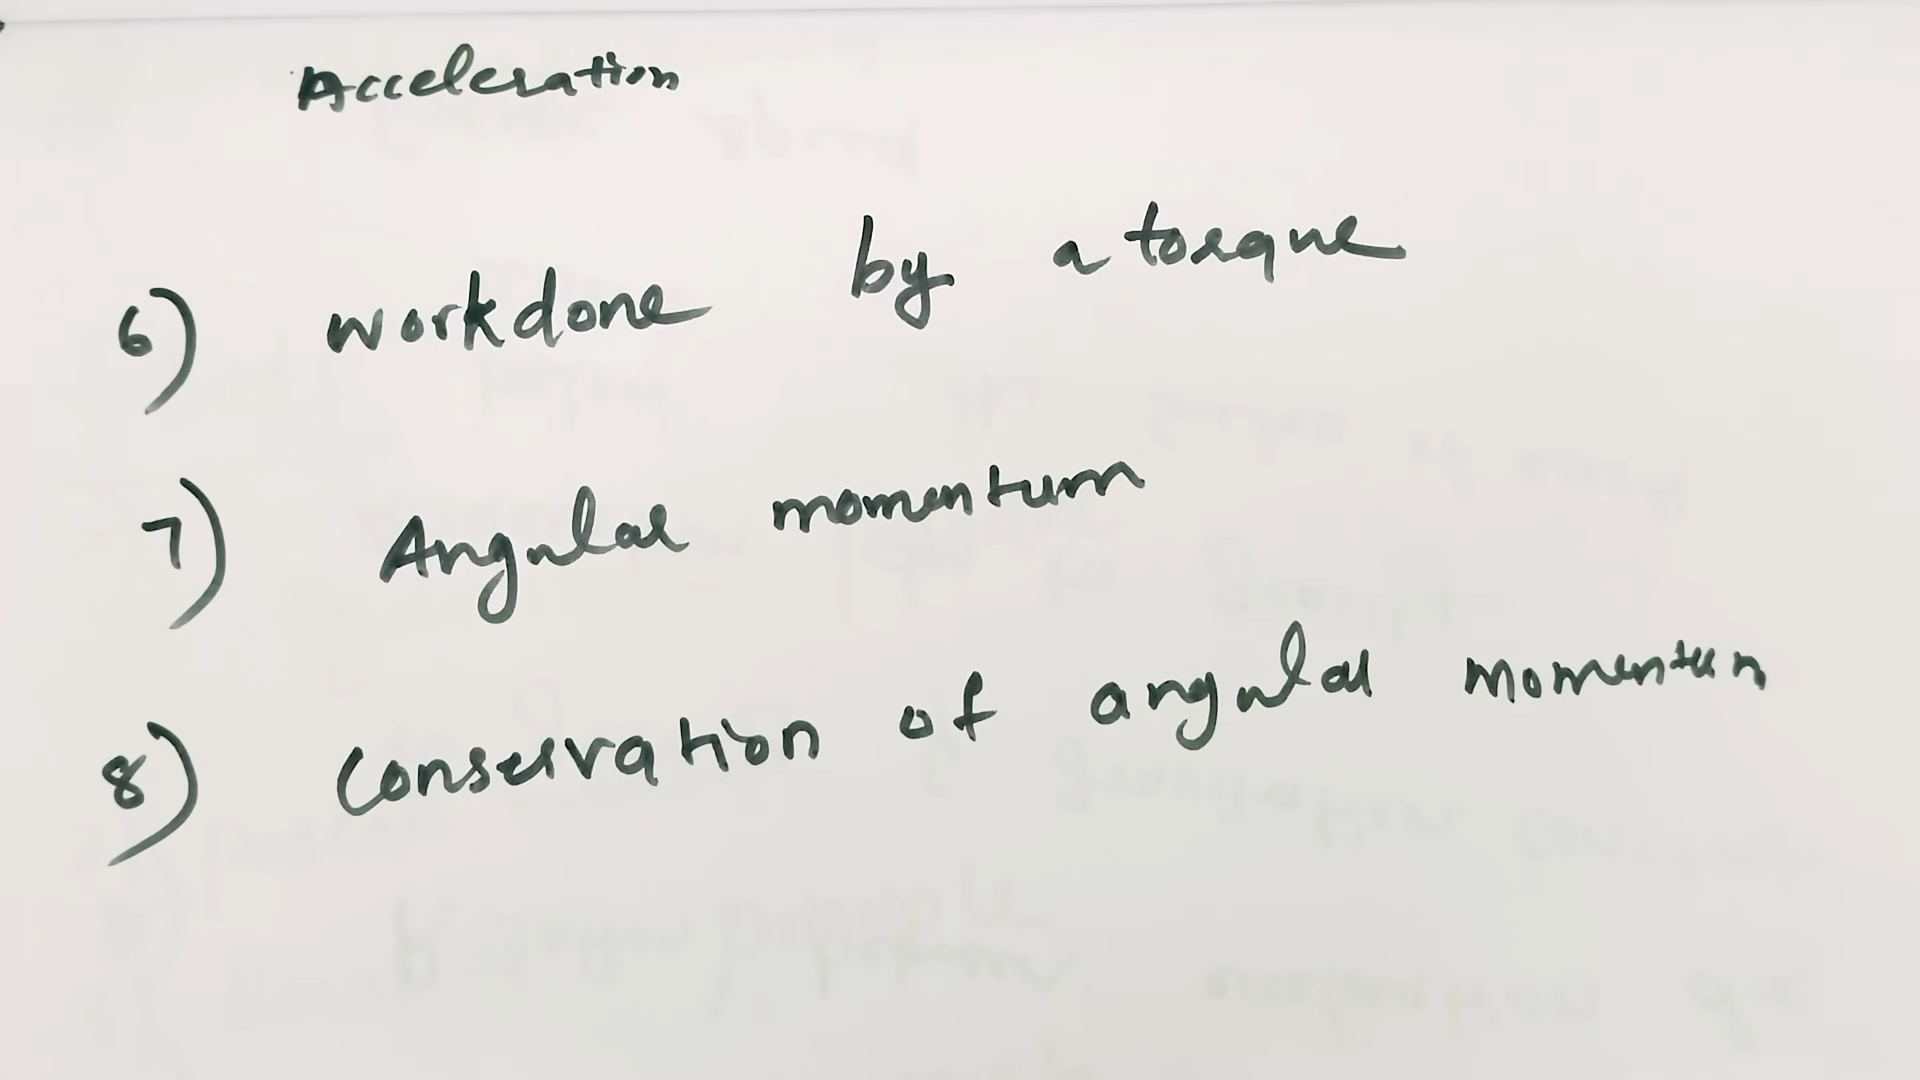 Acceleration
6) workdone by a torque
7) Angular momentum
8) Conservation of angular momentum